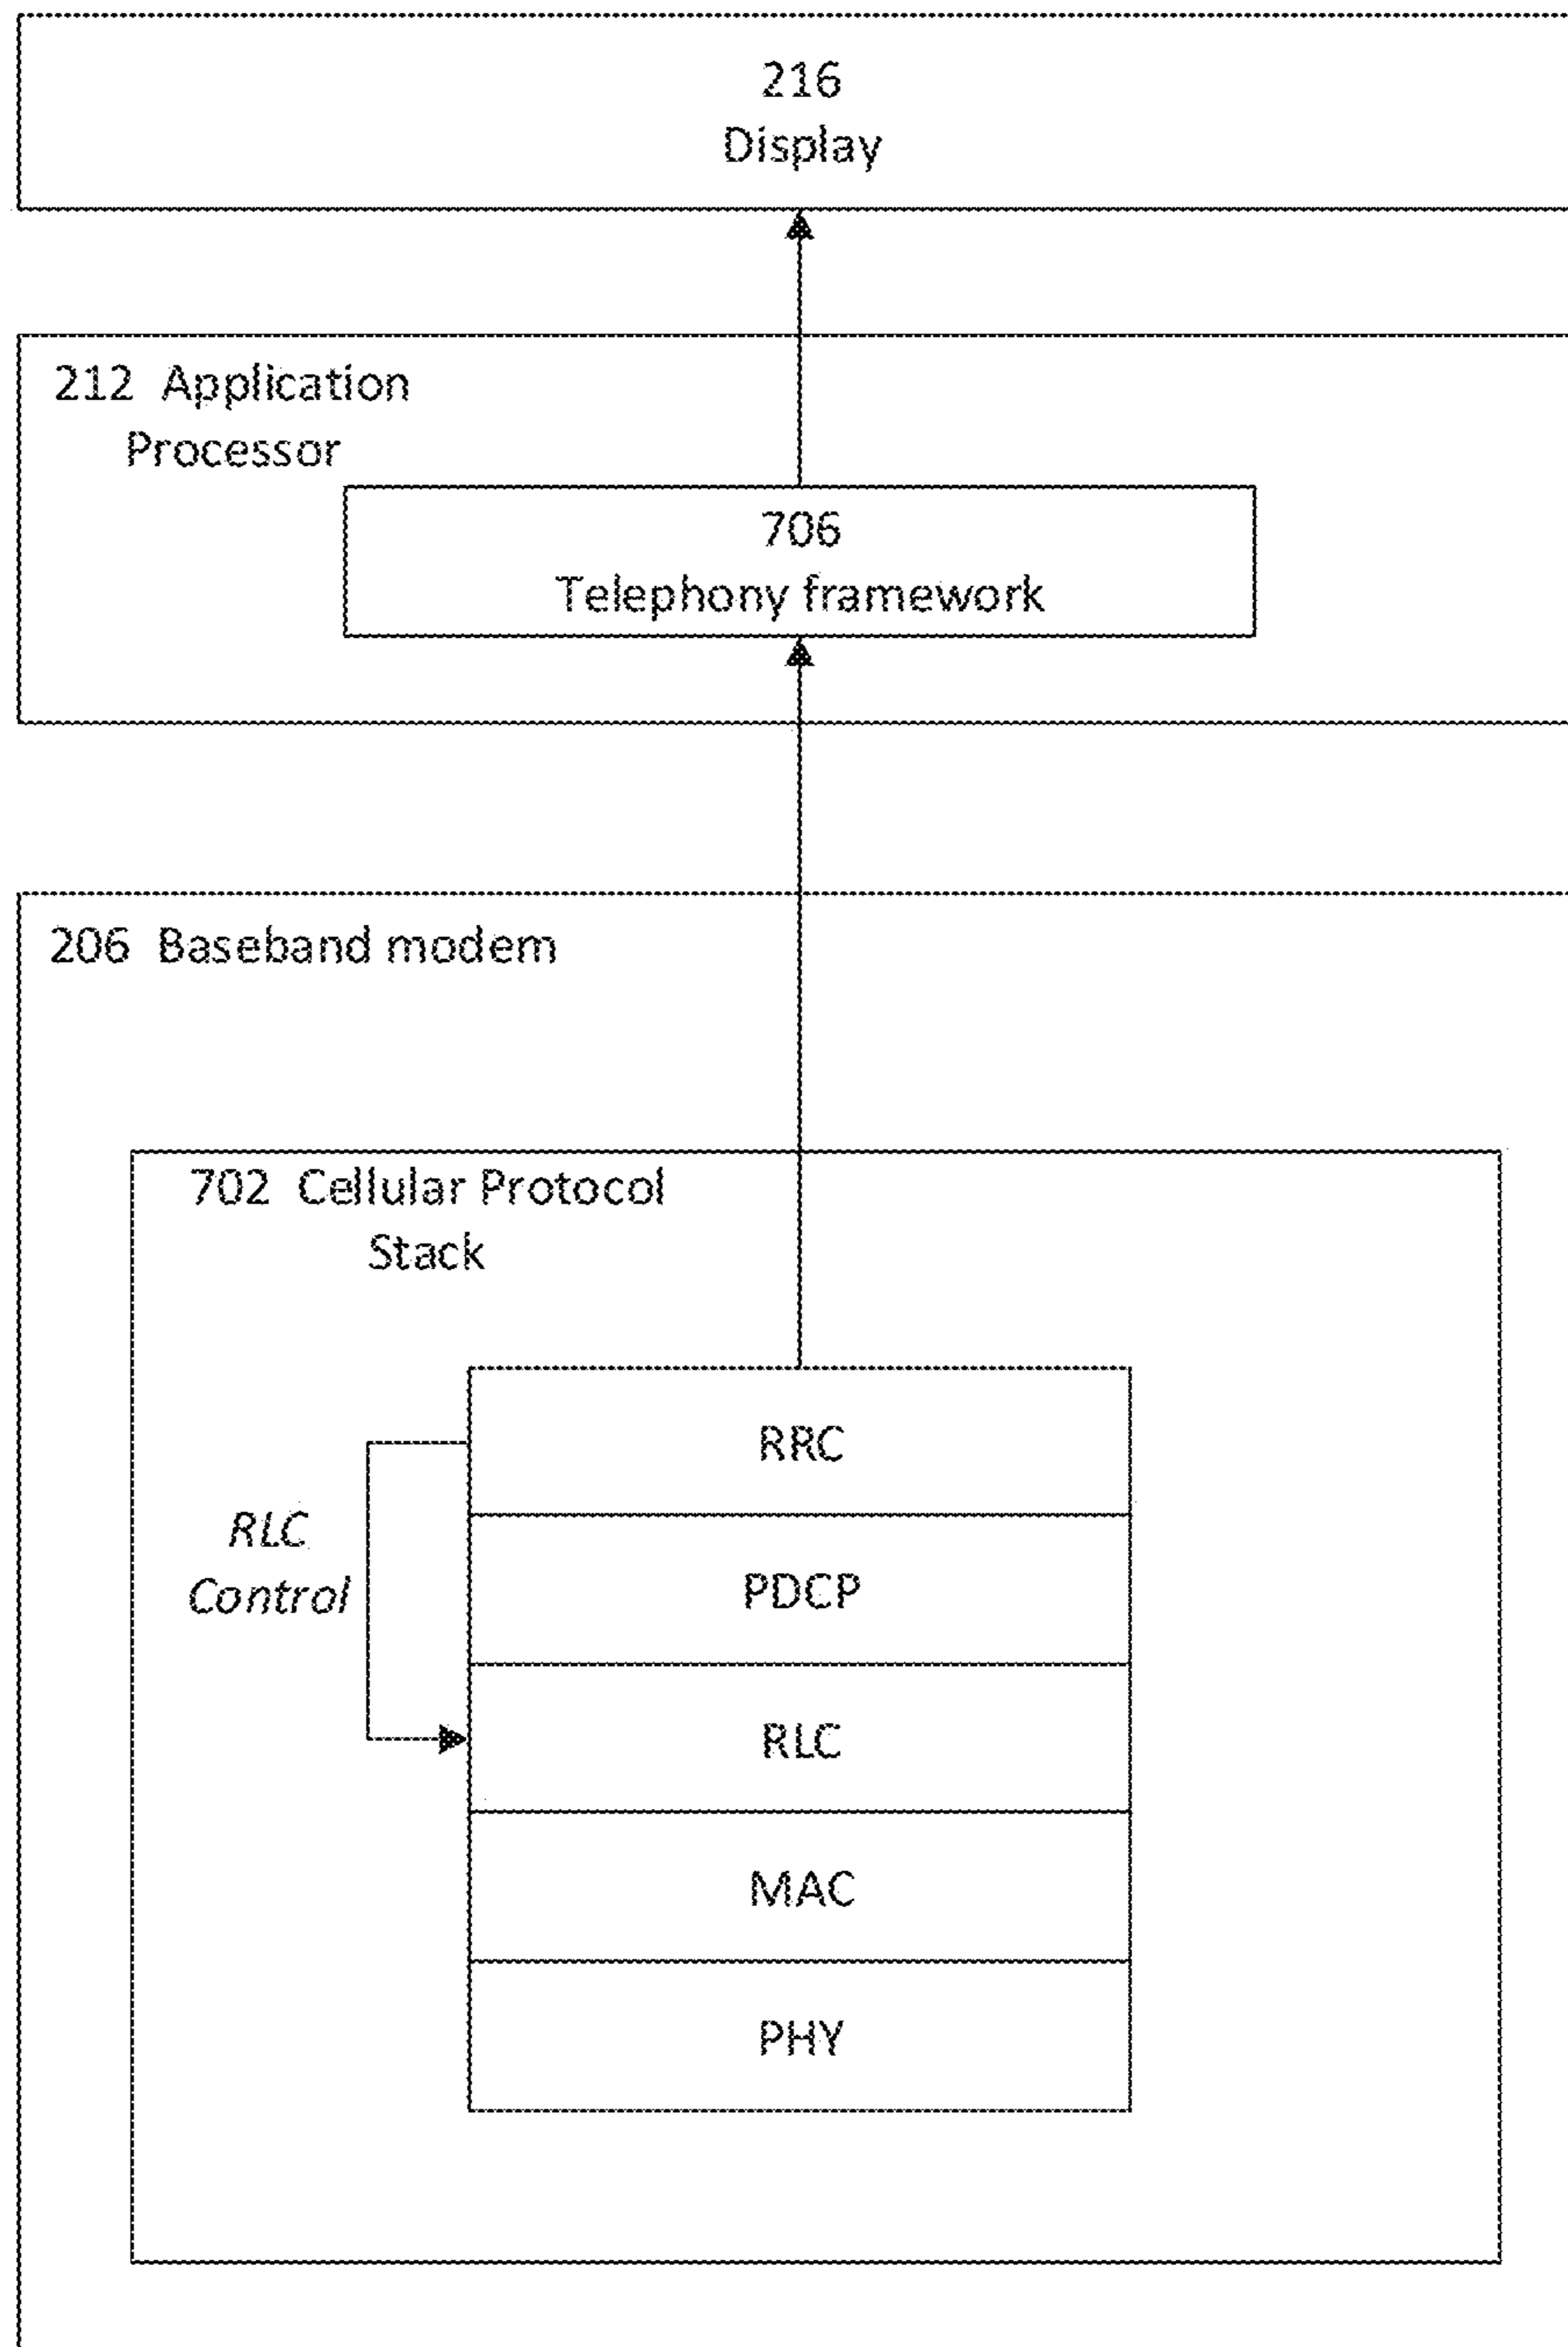 216
Display
212 Application
Processor
706
Telephony framework
206 Baseband modem
702 Cellular Protocol
Stack
RRC
RLC
Control
PDCP
RLC
MAC
PHY